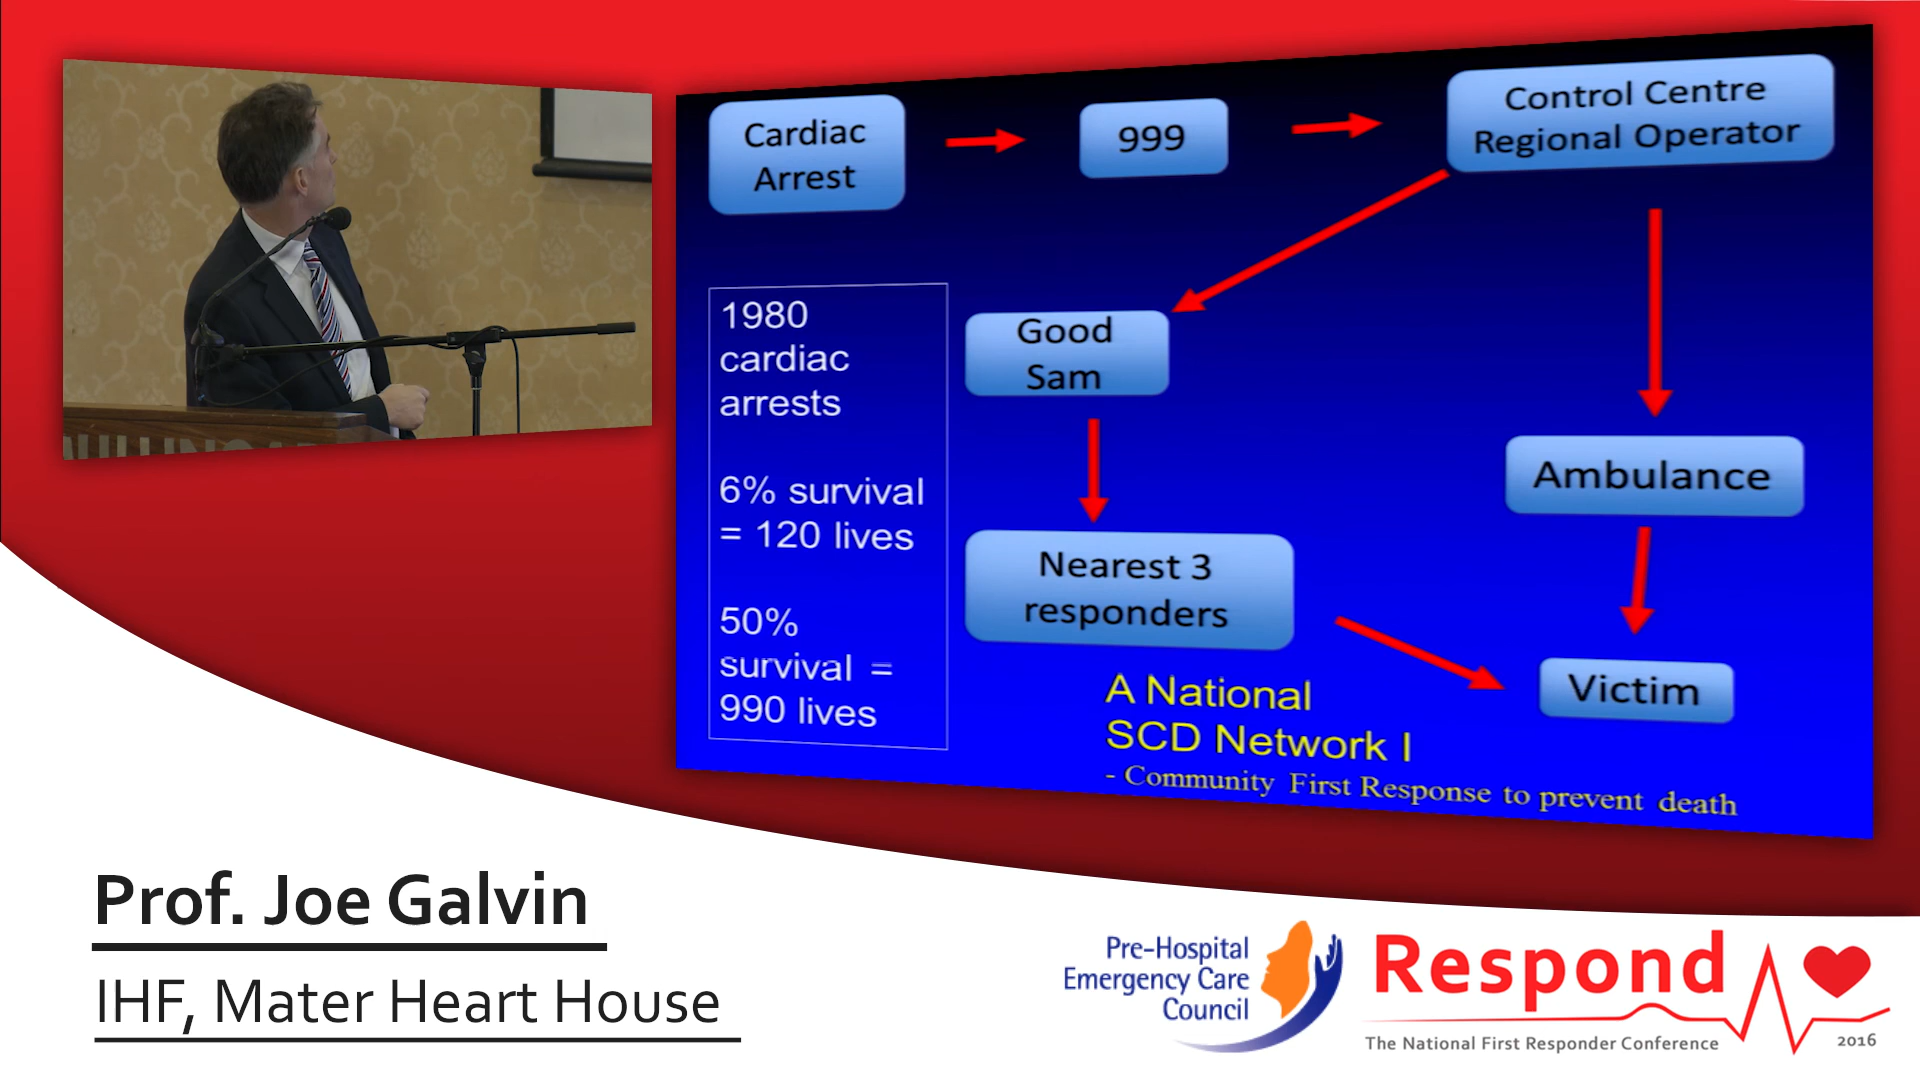 Cardiac
Arrest
999
Control Centre
Regional Operator
1980
cardiac
arrests
6% survival
= 120 lives
50%
survival =
990 lives
Good
Sam
Nearest 3
responders
Ambulance
Victim
A National
SCD Network I
- Community First Response to prevent death
Prof. Joe Galvin
IHF, Mater Heart House
Pre-Hospital
Emergency Care
Council
Respond
The National First Responder Conference
2016